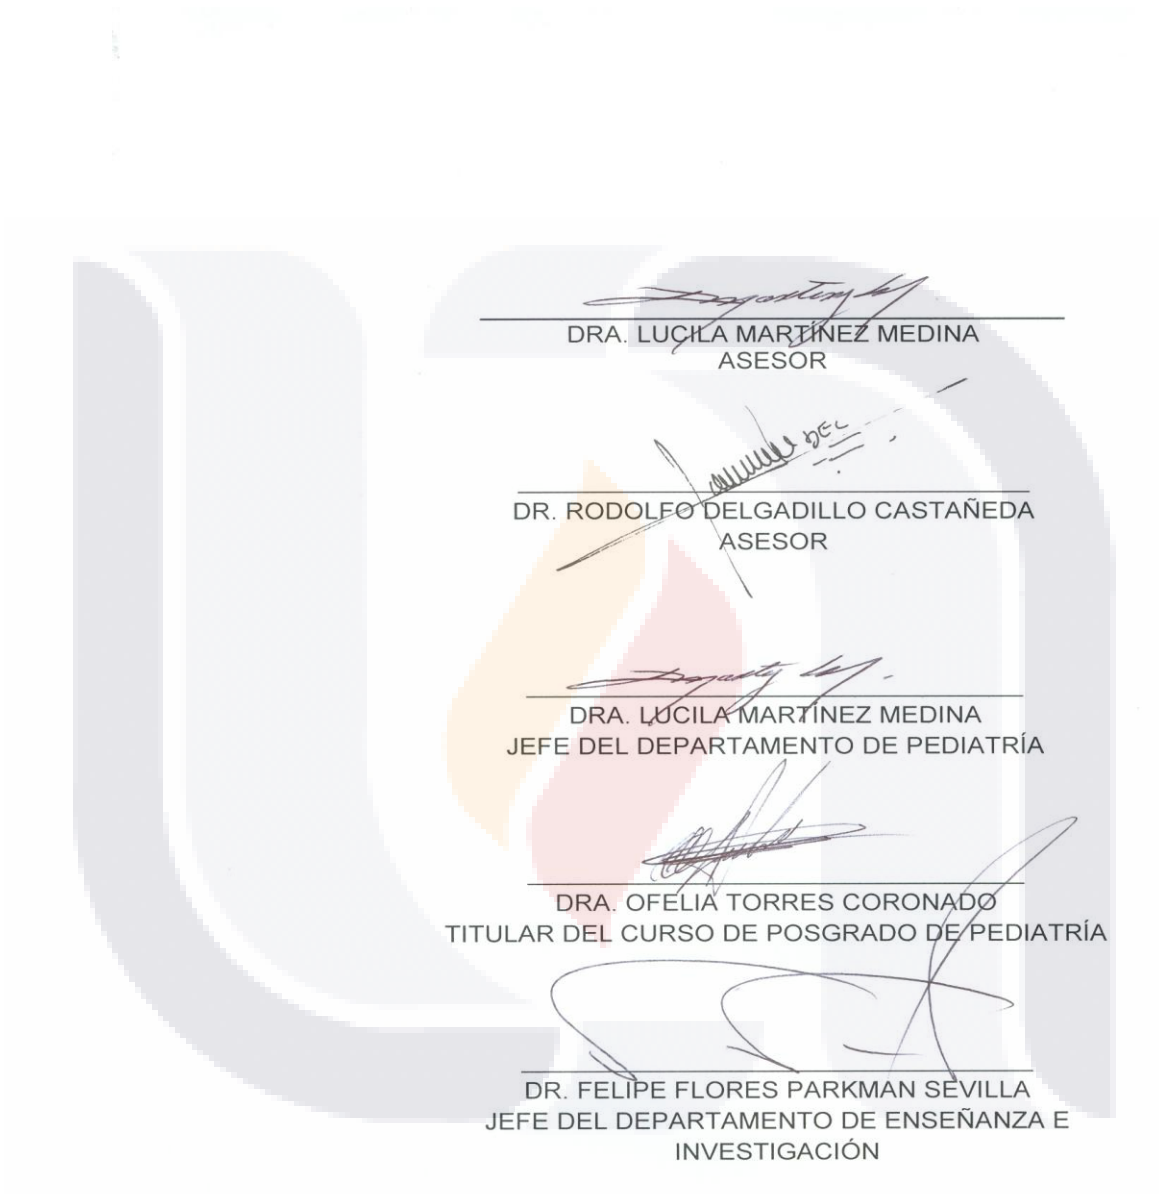 DRA. LUCILA MARTÍNEZ MEDINA
ASESOR
DEL
DR. RODOLFO DELGADILLO CASTAÑEDA
ASESOR
DRA. LUCILA MARTÍNEZ MEDINA
JEFE DEL DEPARTAMENTO DE PEDIATRÍA
DRA. OFELIA TORRES CORONADO
TITULAR DEL CURSO DE POSGRADO DE PEDIATRÍA
DR. FELIPE FLORES PARKMAN SEVILLA
JEFE DEL DEPARTAMENTO DE ENSEÑANZA E
INVESTIGACIÓN